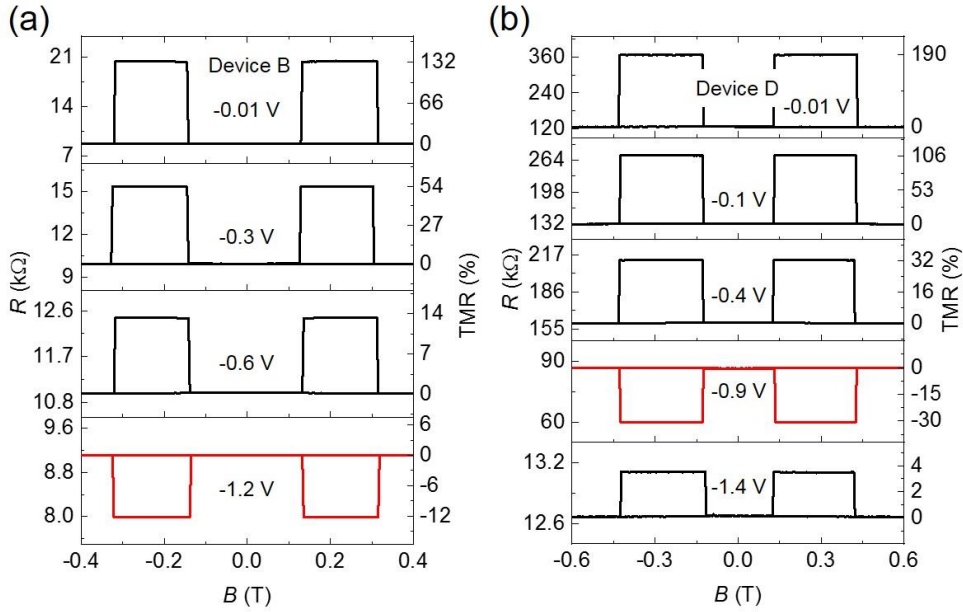 (a)
Device B
-0.01 V
21
14
7
132
66
0
-0.3 V
15
12
9
54
27
0
-0.6 V
12.6
11.7
10.8
14
7
0
-1.2 V
9.6
8.8
8.0
6
0
-6
-12
R (kΩ)
TMR (%)
-0.4 -0.2 0.0 0.2 0.4
B (T)
(b)
Device D
-0.01 V
360
240
120
190
0
-0.1 V
264
198
132
106
53
0
-0.4 V
217
186
155
32
16
0
-0.9 V
90
60
0
-15
-30
-1.4 V
13.2
12.6
4
2
0
R (kΩ)
TMR (%)
-0.6 -0.3 0.0 0.3 0.6
B (T)